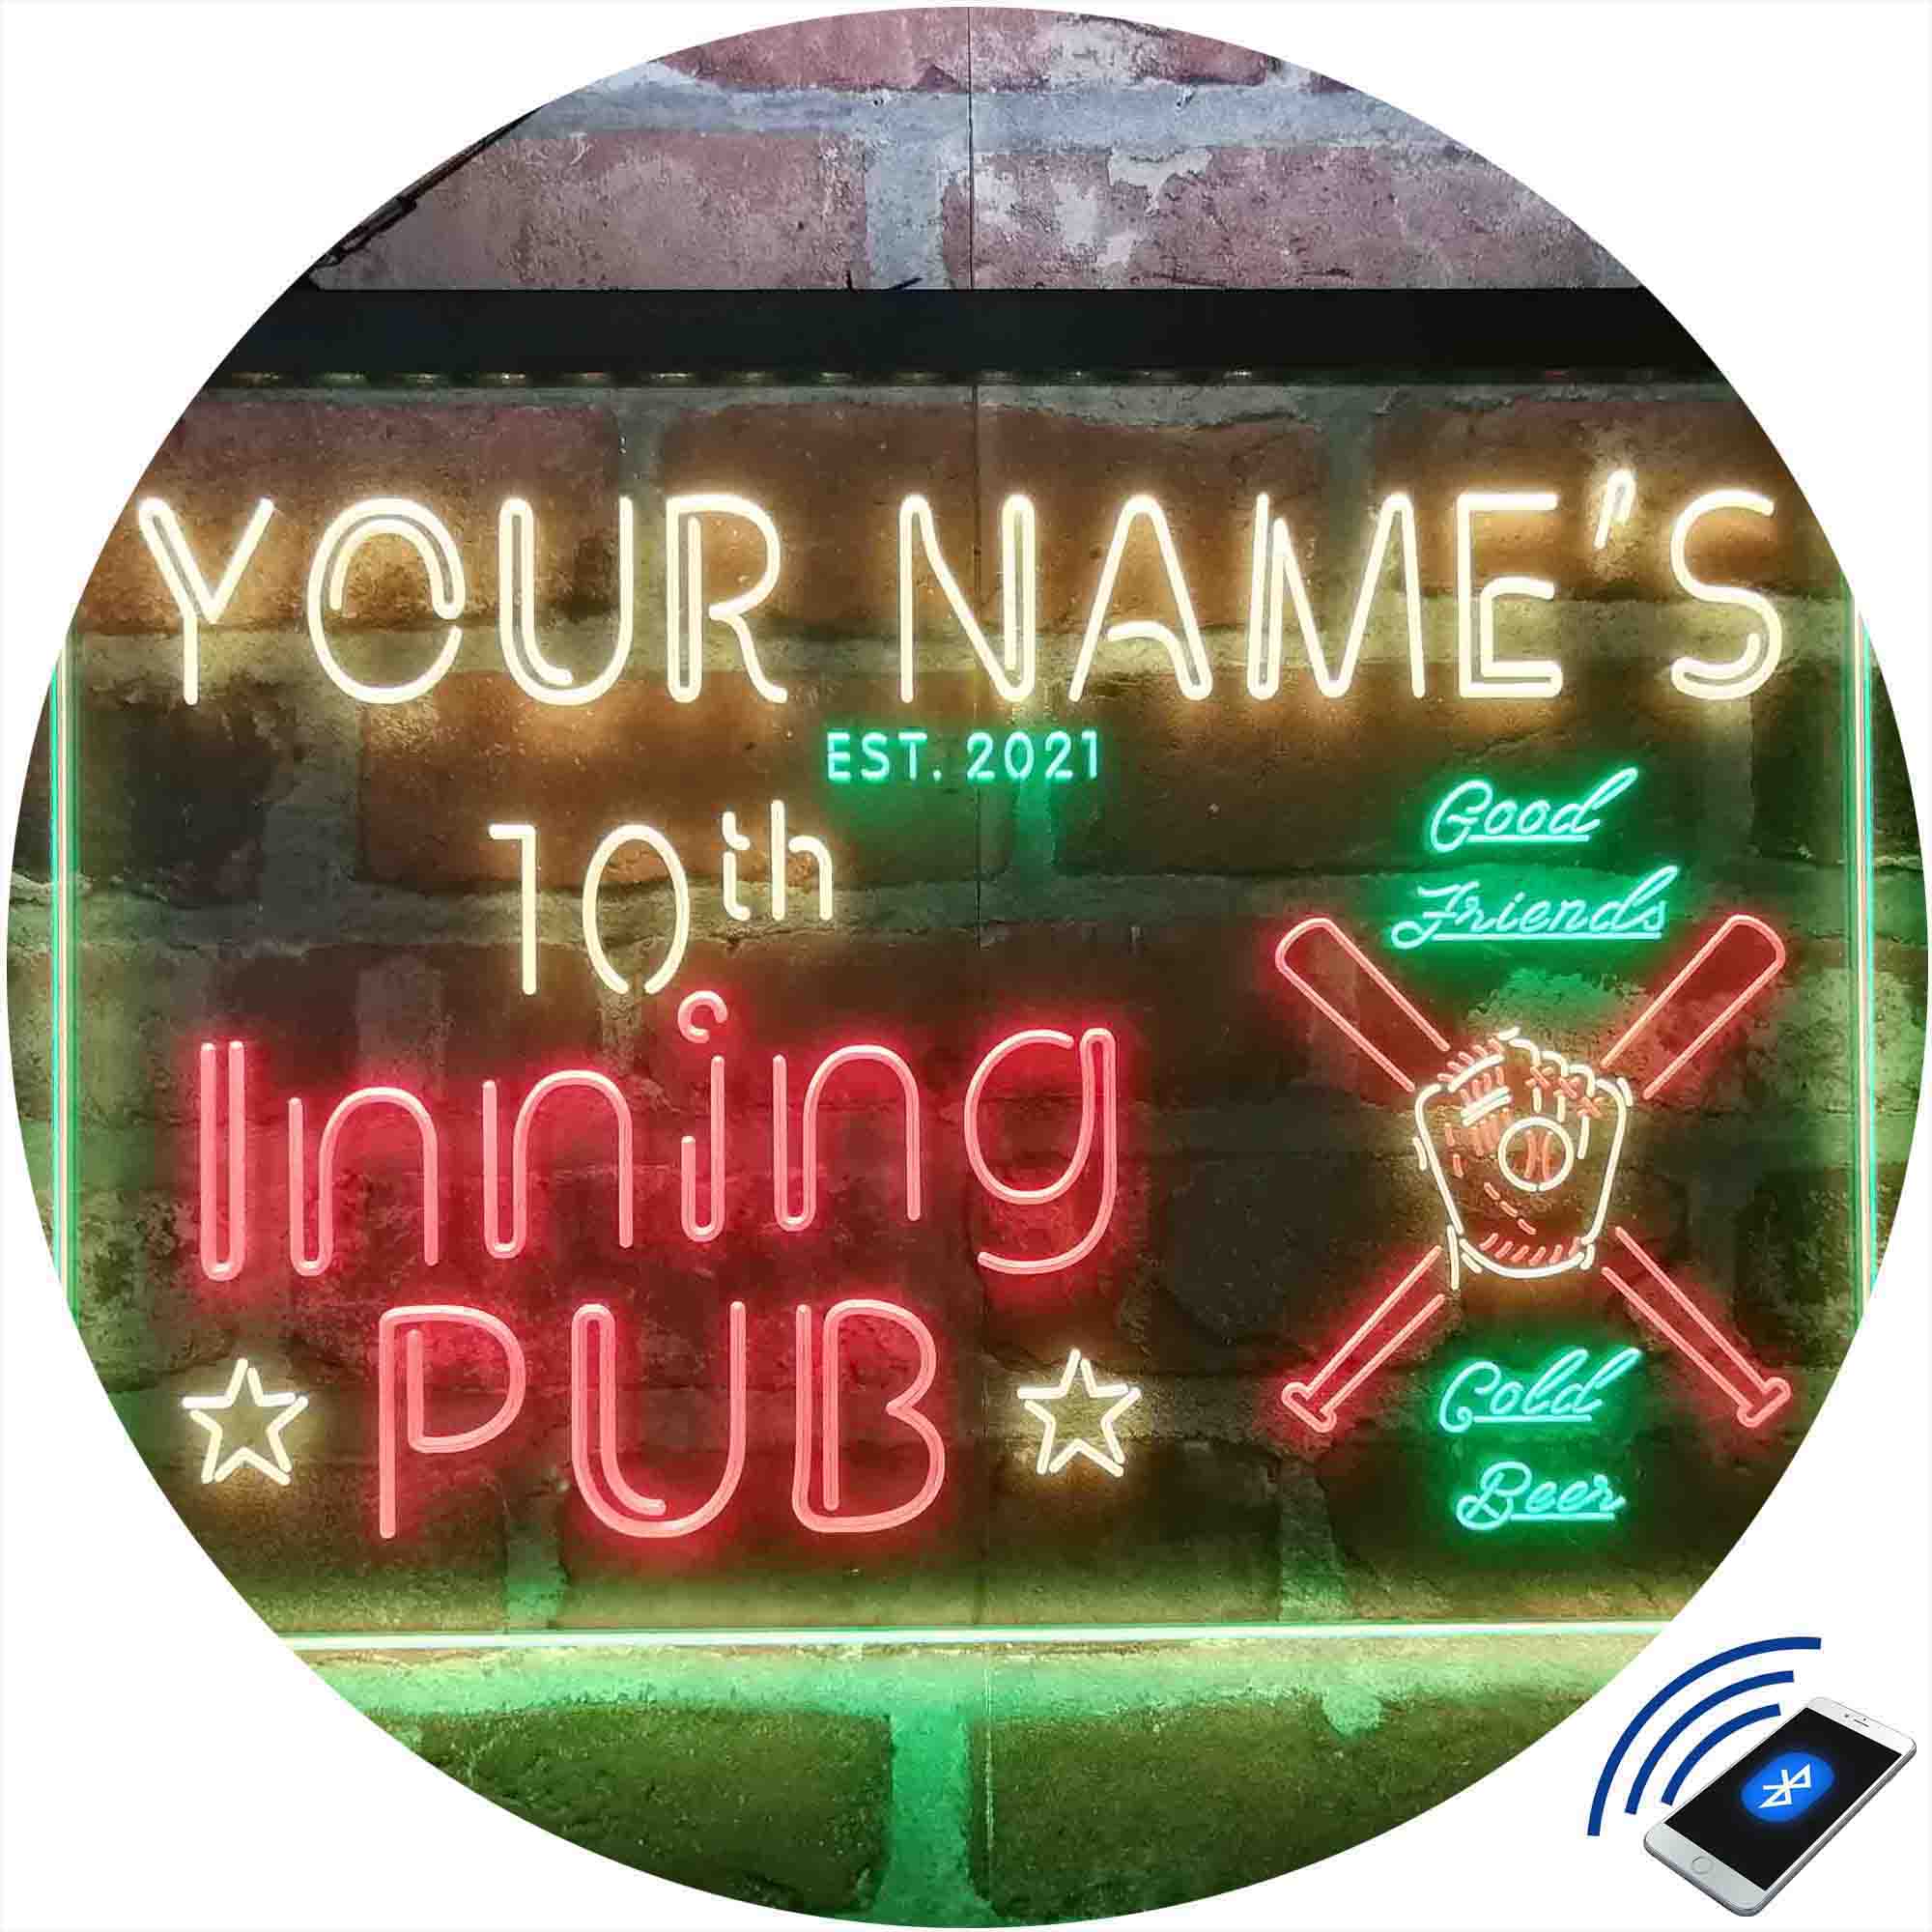 YOUR NAME'S
EST. 2021
10th
Inning
PUB
Good
Friends
Cold
Beer